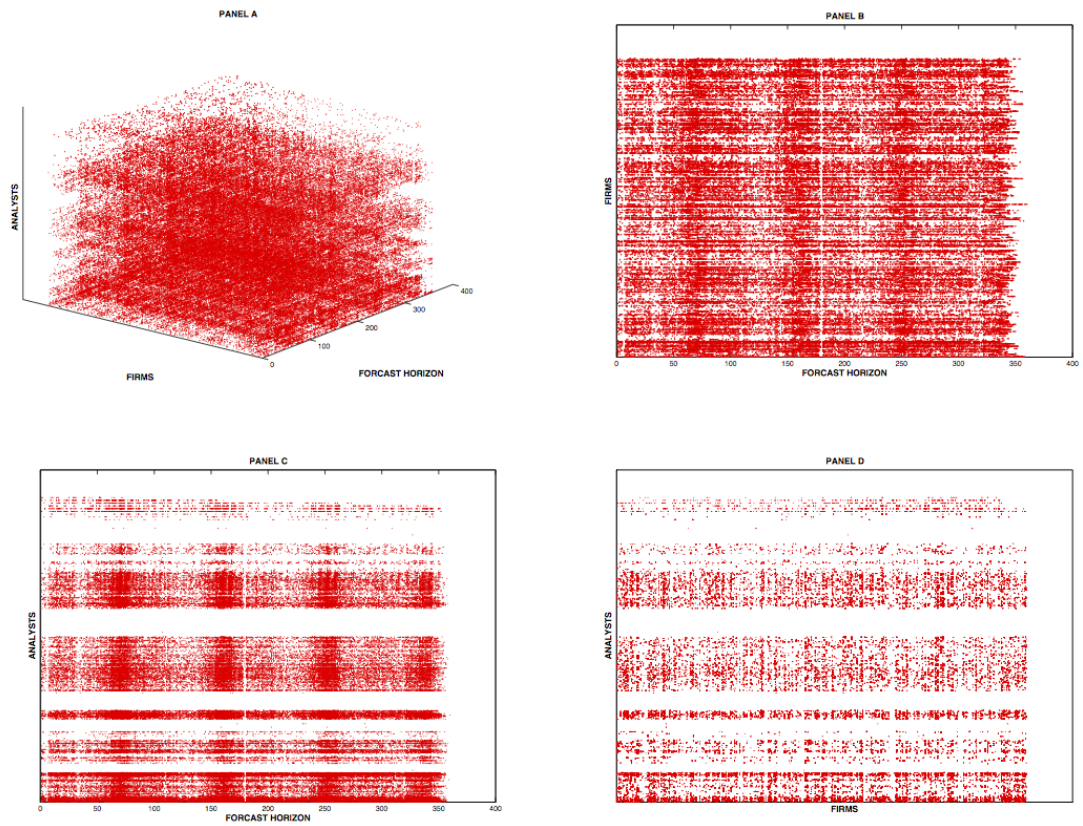 PANEL A
ANALYSTS
400
300
200
100
0
FIRMS
FORCAST HORIZON
PANEL B
FIRMS
0 50 100 150 200 250 300 350 400
FORCAST HORIZON
PANEL C
ANALYSTS
0 50 100 150 200 250 300 350 400
FORCAST HORIZON
PANEL D
ANALYSTS
FIRMS